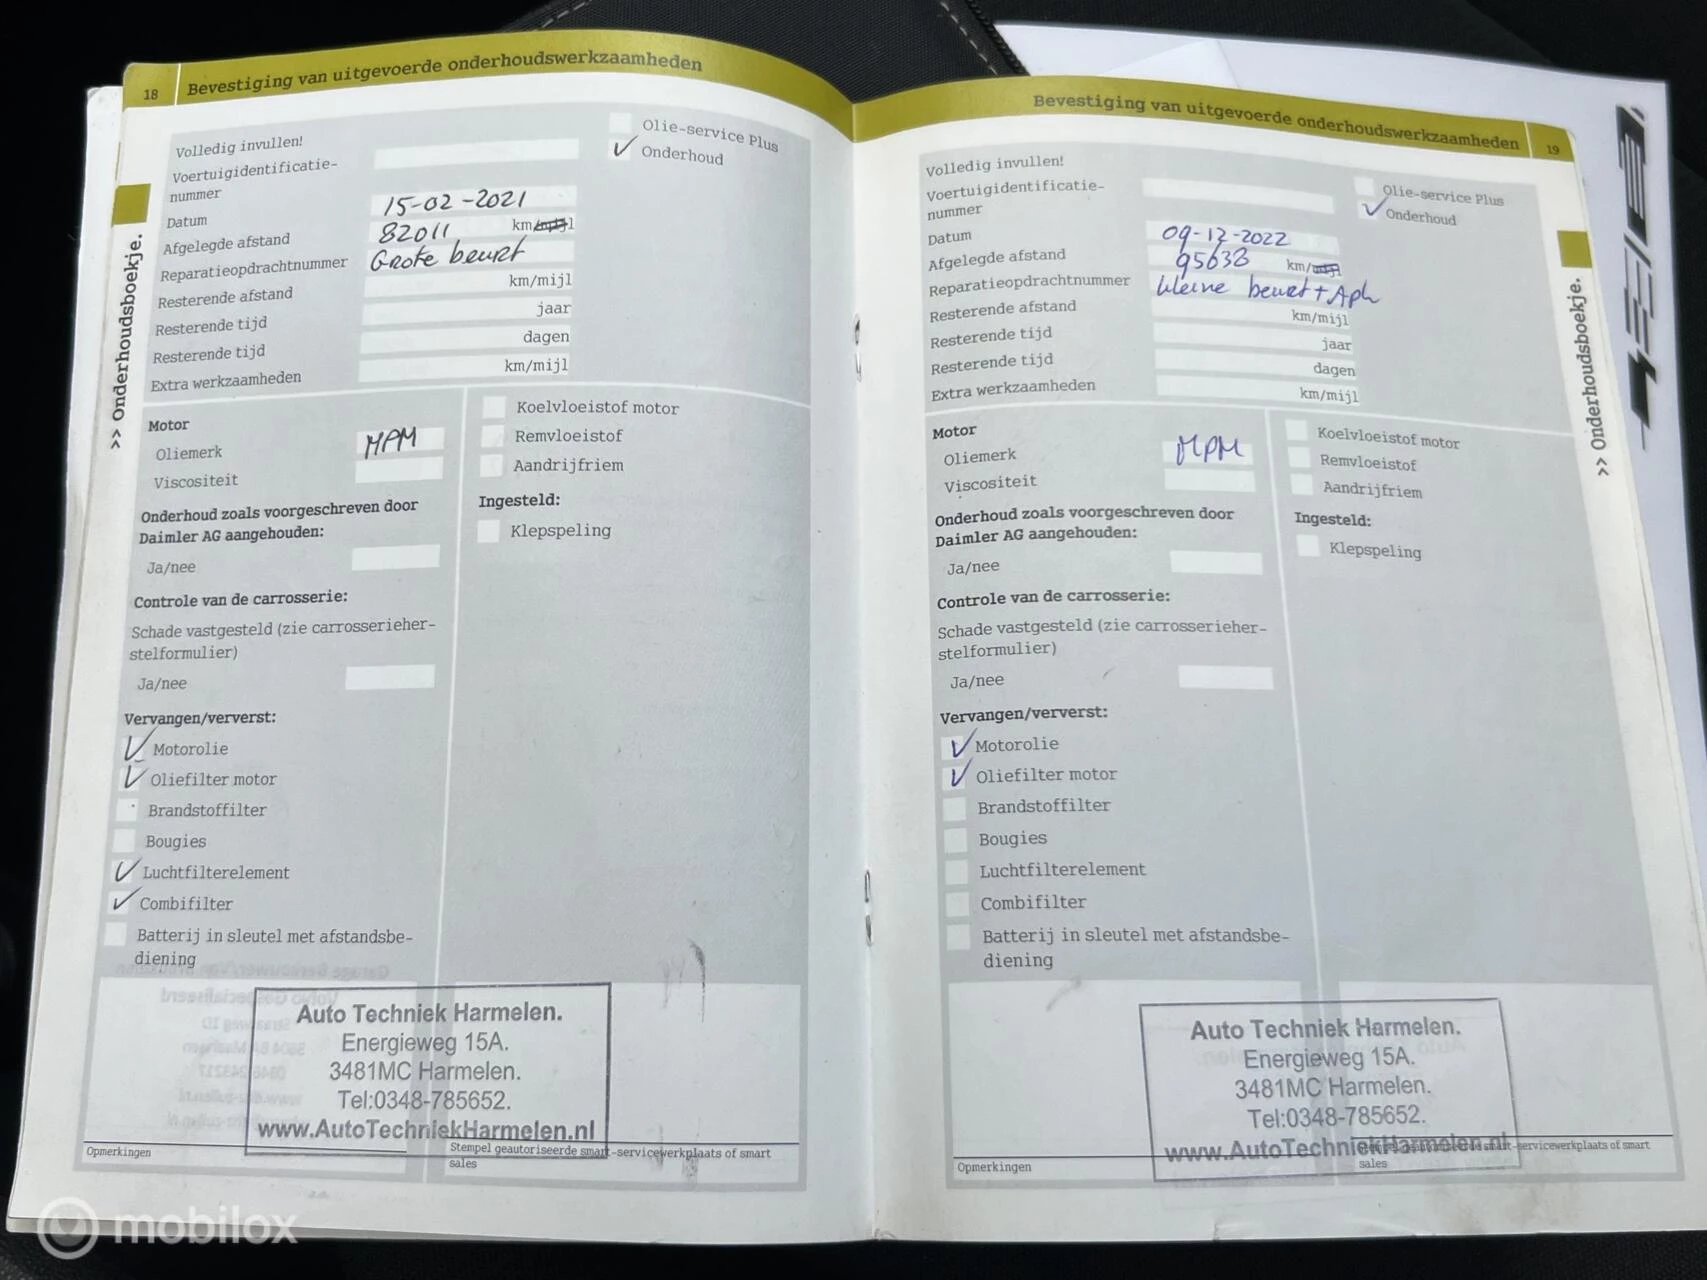 18
Bevestiging van uitgevoerde onderhoudswerkzaamheden
>> Onderhoudsboekje.
Volledig invullen!
Voertuigidentificatie-
nummer
Datum 15-02-2021
Afgelegde afstand 82011 km/mijl
Reparatieopdrachtnummer Grote beurt
Resterende afstand km/mijl
Resterende tijd jaar
Resterende tijd dagen
Extra werkzaamheden km/mijl
Olie-service Plus
✓ Onderhoud
Motor
Oliemerk MPM
Viscositeit
Onderhoud zoals voorgeschreven door
Daimler AG aangehouden:
Ja/nee
Controle van de carrosserie:
Schade vastgesteld (zie carrosserieher-
stelformulier)
Ja/nee
Koelvloeistof motor
Remvloeistof
Aandrijfriem
Ingesteld:
Klepspeling
Vervangen/ververst:
✓ Motorolie
✓ Oliefilter motor
Brandstoffilter
Bougies
✓ Luchtfilterelement
✓ Combifilter
Batterij in sleutel met afstandsbe-
diening
Auto Techniek Harmelen.
Energieweg 15A.
3481MC Harmelen.
Tel:0348-785652.
www.AutoTechniekHarmelen.nl
Opmerkingen
Stempel geautoriseerde smart-servicewerkplaats of smart
sales
Bevestiging van uitgevoerde onderhoudswerkzaamheden
19
>> Onderhoudsboekje.
Volledig invullen!
Voertuigidentificatie-
nummer
Datum 09-12-2022
Afgelegde afstand 95638 km/mijl
Reparatieopdrachtnummer kleine beurt + Apk
Resterende afstand km/mijl
Resterende tijd jaar
Resterende tijd dagen
Extra werkzaamheden km/mijl
Olie-service Plus
✓ Onderhoud
Motor
Oliemerk MPM
Viscositeit
Onderhoud zoals voorgeschreven door
Daimler AG aangehouden:
Ja/nee
Controle van de carrosserie:
Schade vastgesteld (zie carrosserieher-
stelformulier)
Ja/nee
Koelvloeistof motor
Remvloeistof
Aandrijfriem
Ingesteld:
Klepspeling
Vervangen/ververst:
✓ Motorolie
✓ Oliefilter motor
Brandstoffilter
Bougies
Luchtfilterelement
Combifilter
Batterij in sleutel met afstandsbe-
diening
Auto Techniek Harmelen.
Energieweg 15A.
3481MC Harmelen.
Tel:0348-785652.
www.AutoTechniekHarmelen.nl
Opmerkingen
smart-servicewerkplaats of smart
sales
mobilox